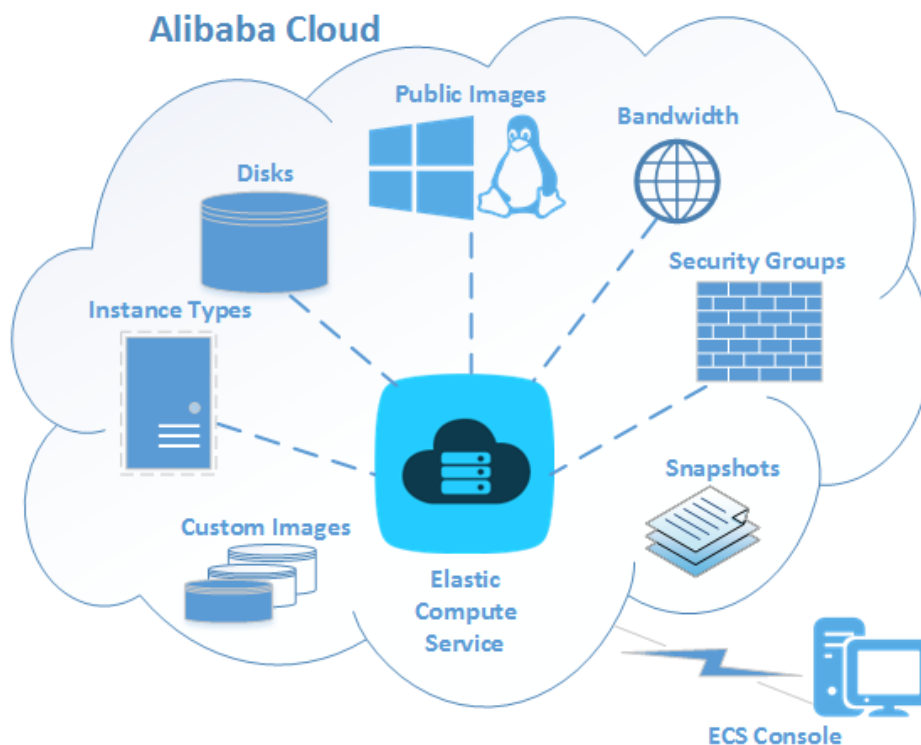 Alibaba Cloud
Public Images
Bandwidth
Disks
Security Groups
Instance Types
Snapshots
Custom Images
Elastic
Compute
Service
ECS Console